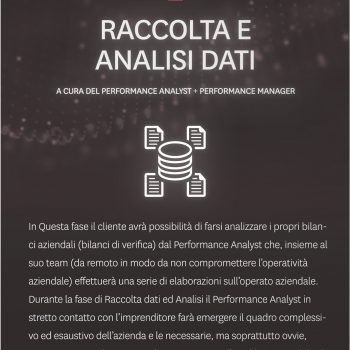 RACCOLTA E
ANALISI DATI
A CURA DEL PERFORMANCE ANALYST + PERFORMANCE MANAGER
In Questa fase il cliente avrà possibilità di farsi analizzare i propri bilan-
ci aziendali (bilanci di verifica) dal Performance Analyst che, insieme al
suo team (da remoto in modo da non compromettere l'operatività
aziendale) effettuerà una serie di elaborazioni sull'operato aziendale.
Durante la fase di Raccolta dati ed Analisi il Performance Analyst in
stretto contatto con l'imprenditore farà emergere il quadro complessi-
vo ed esaustivo dell'azienda e le necessarie, ma soprattutto ovvie,